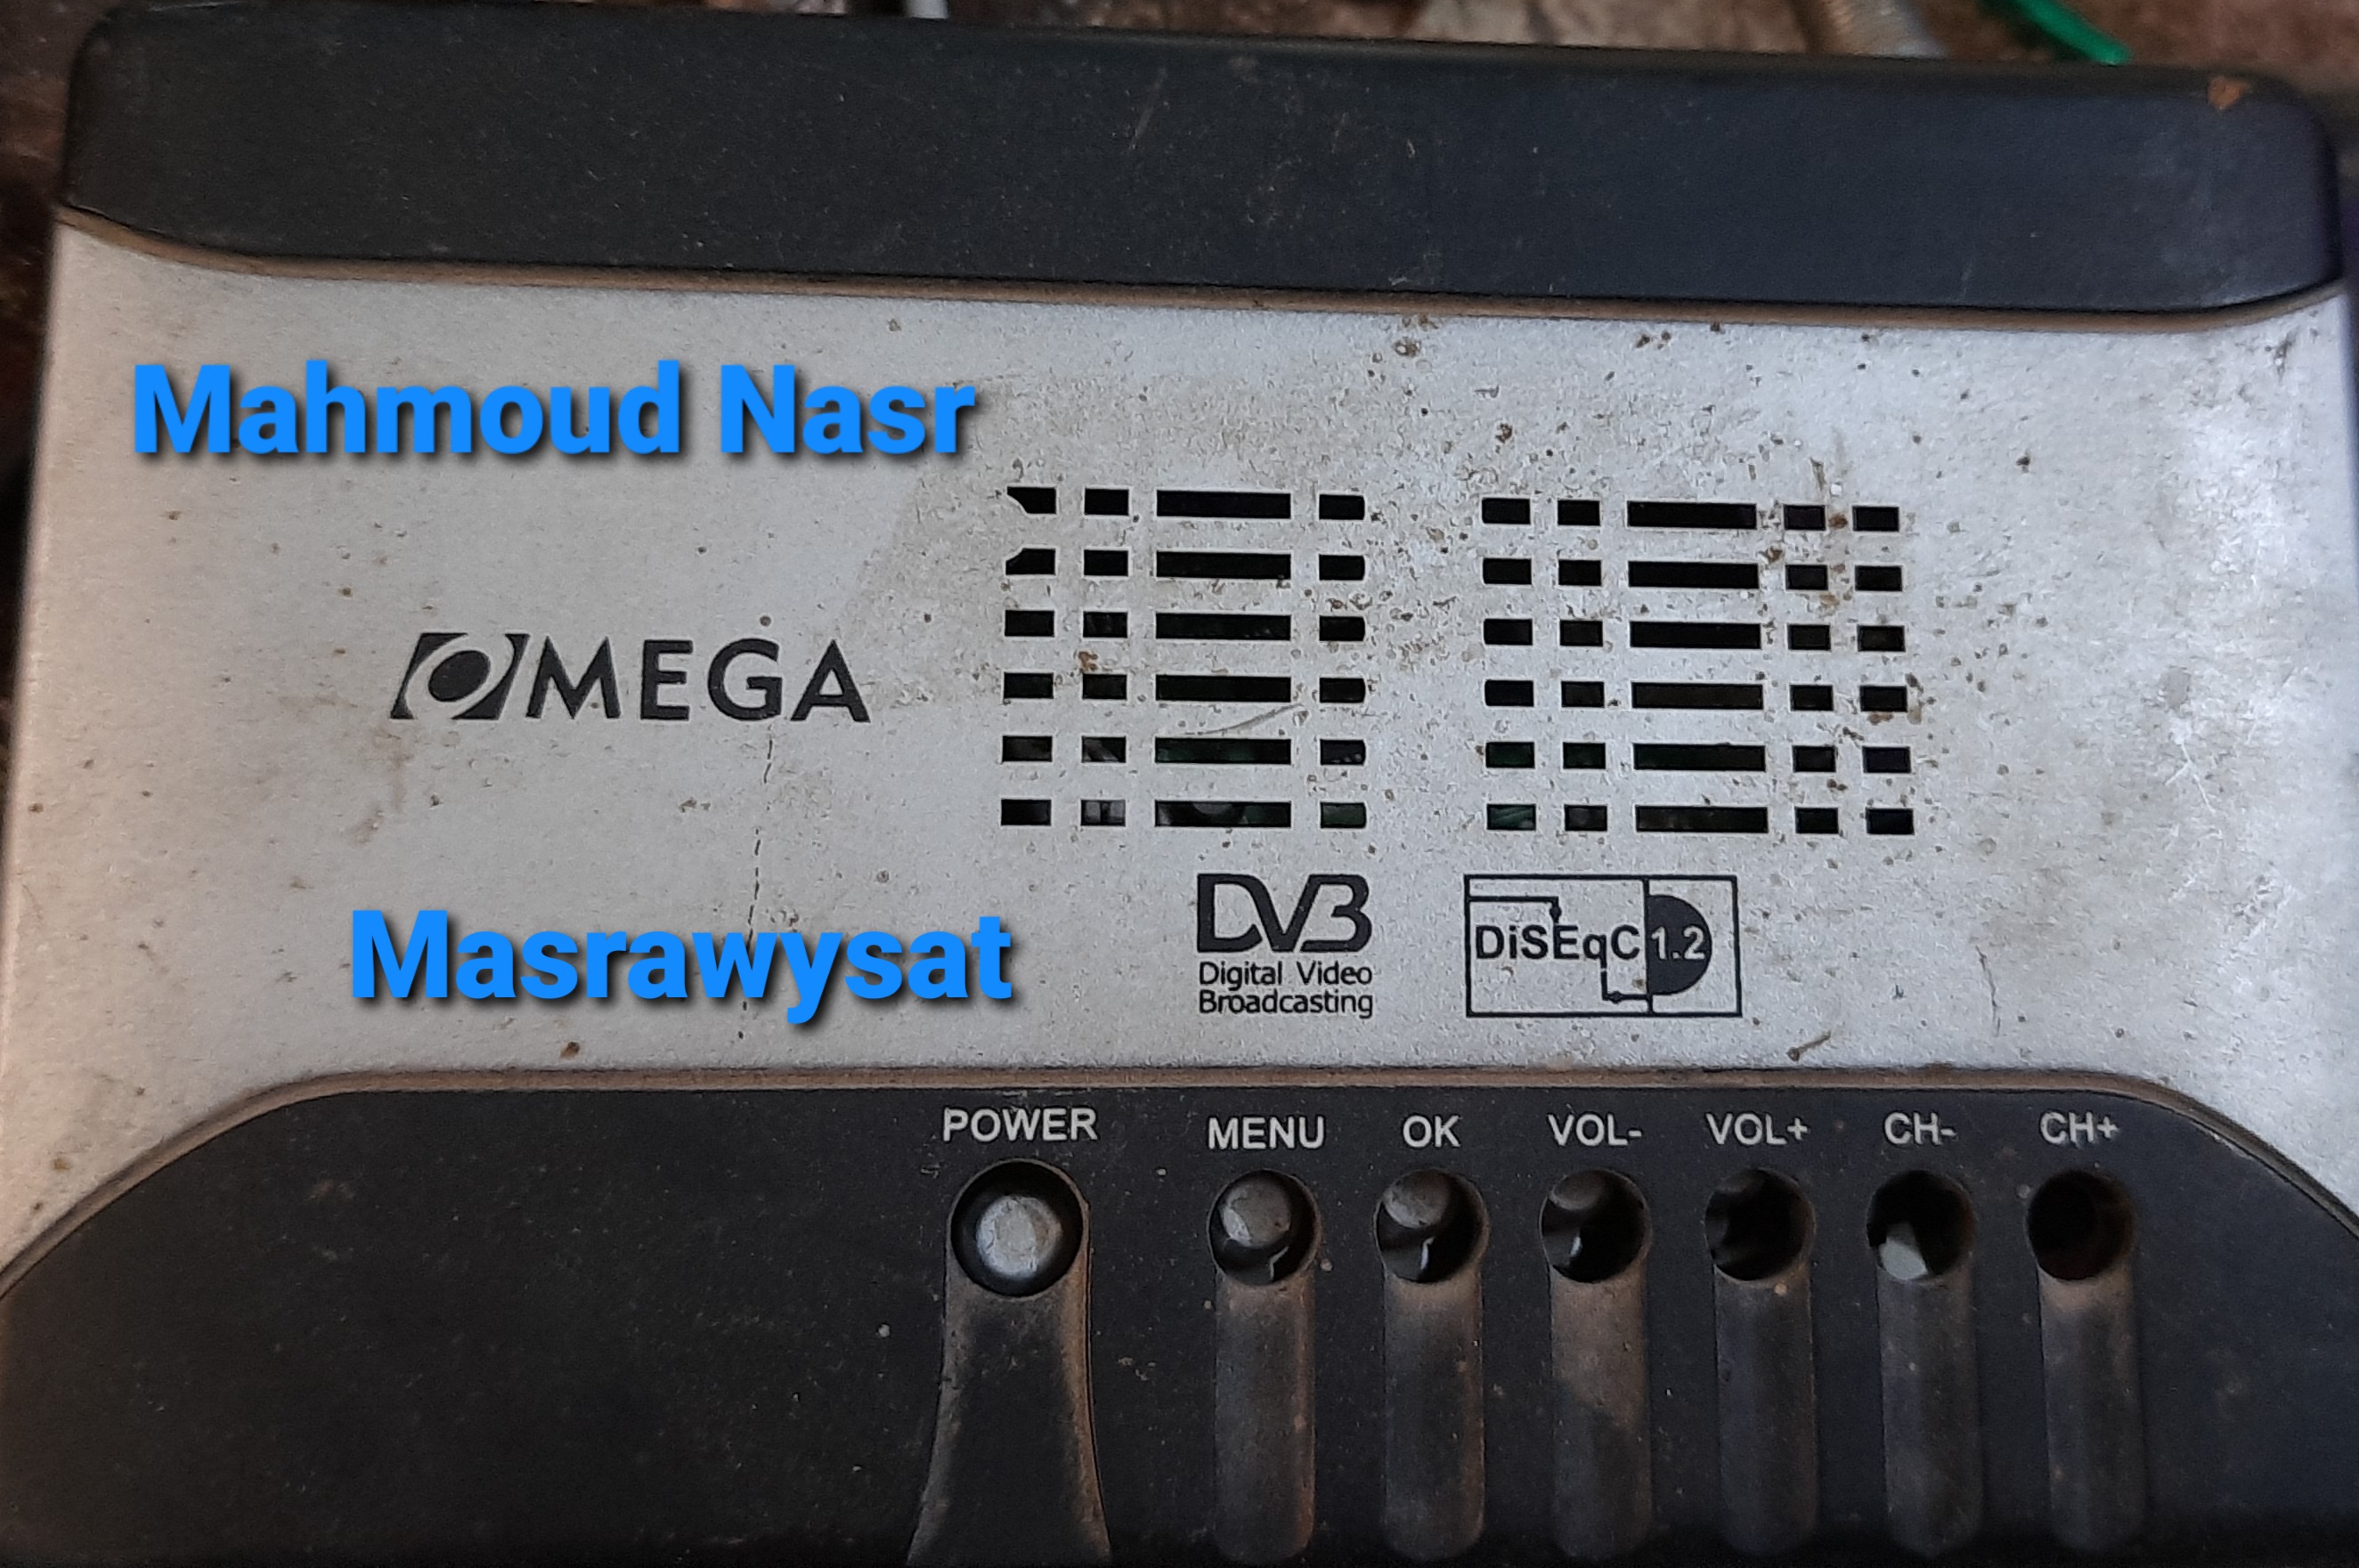 Mahmoud Nasr
OMEGA
Masrawysat
DVB
Digital Video
Broadcasting
DiSEqC 1.2
POWER MENU OK VOL- VOL+ CH- CH+